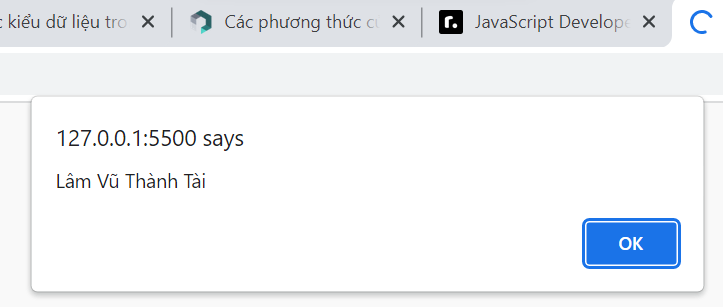 kiểu dữ liệu tro
Các phương thức củ
JavaScript Develope
127.0.0.1:5500 says
Lâm Vũ Thành Tài
OK